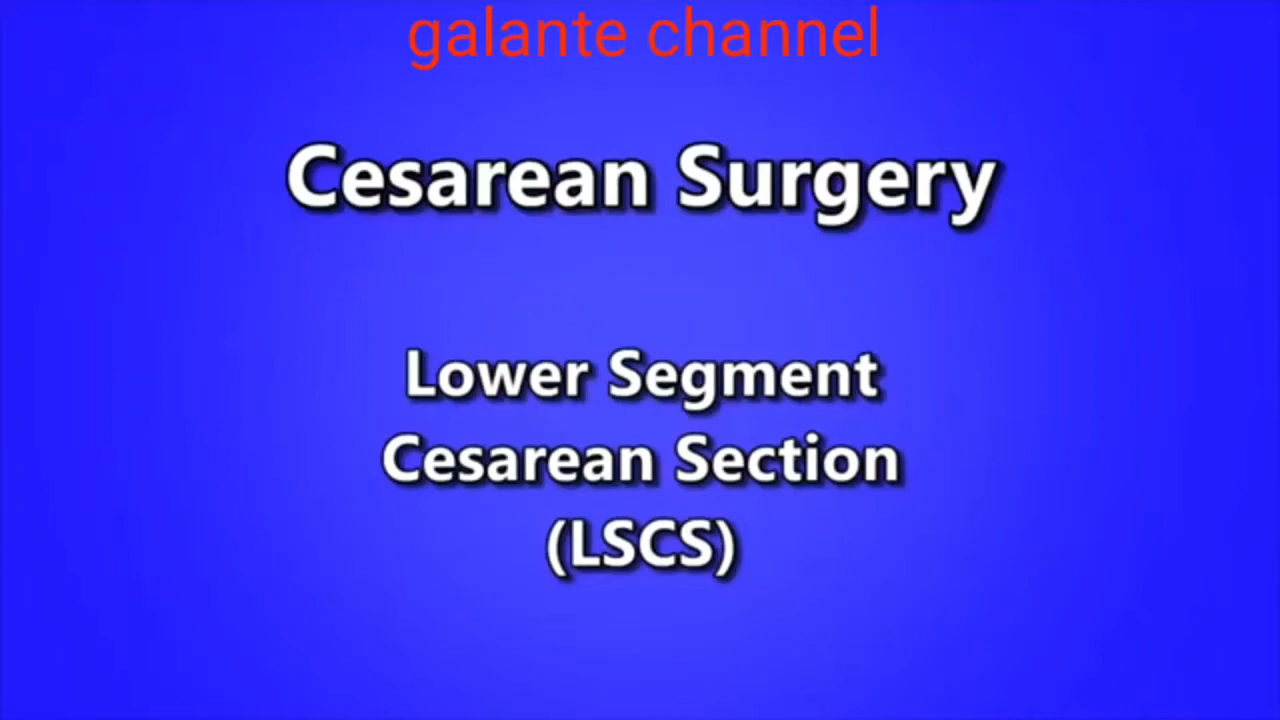 galante channel
Cesarean Surgery
Lower Segment
Cesarean Section
(LSCS)